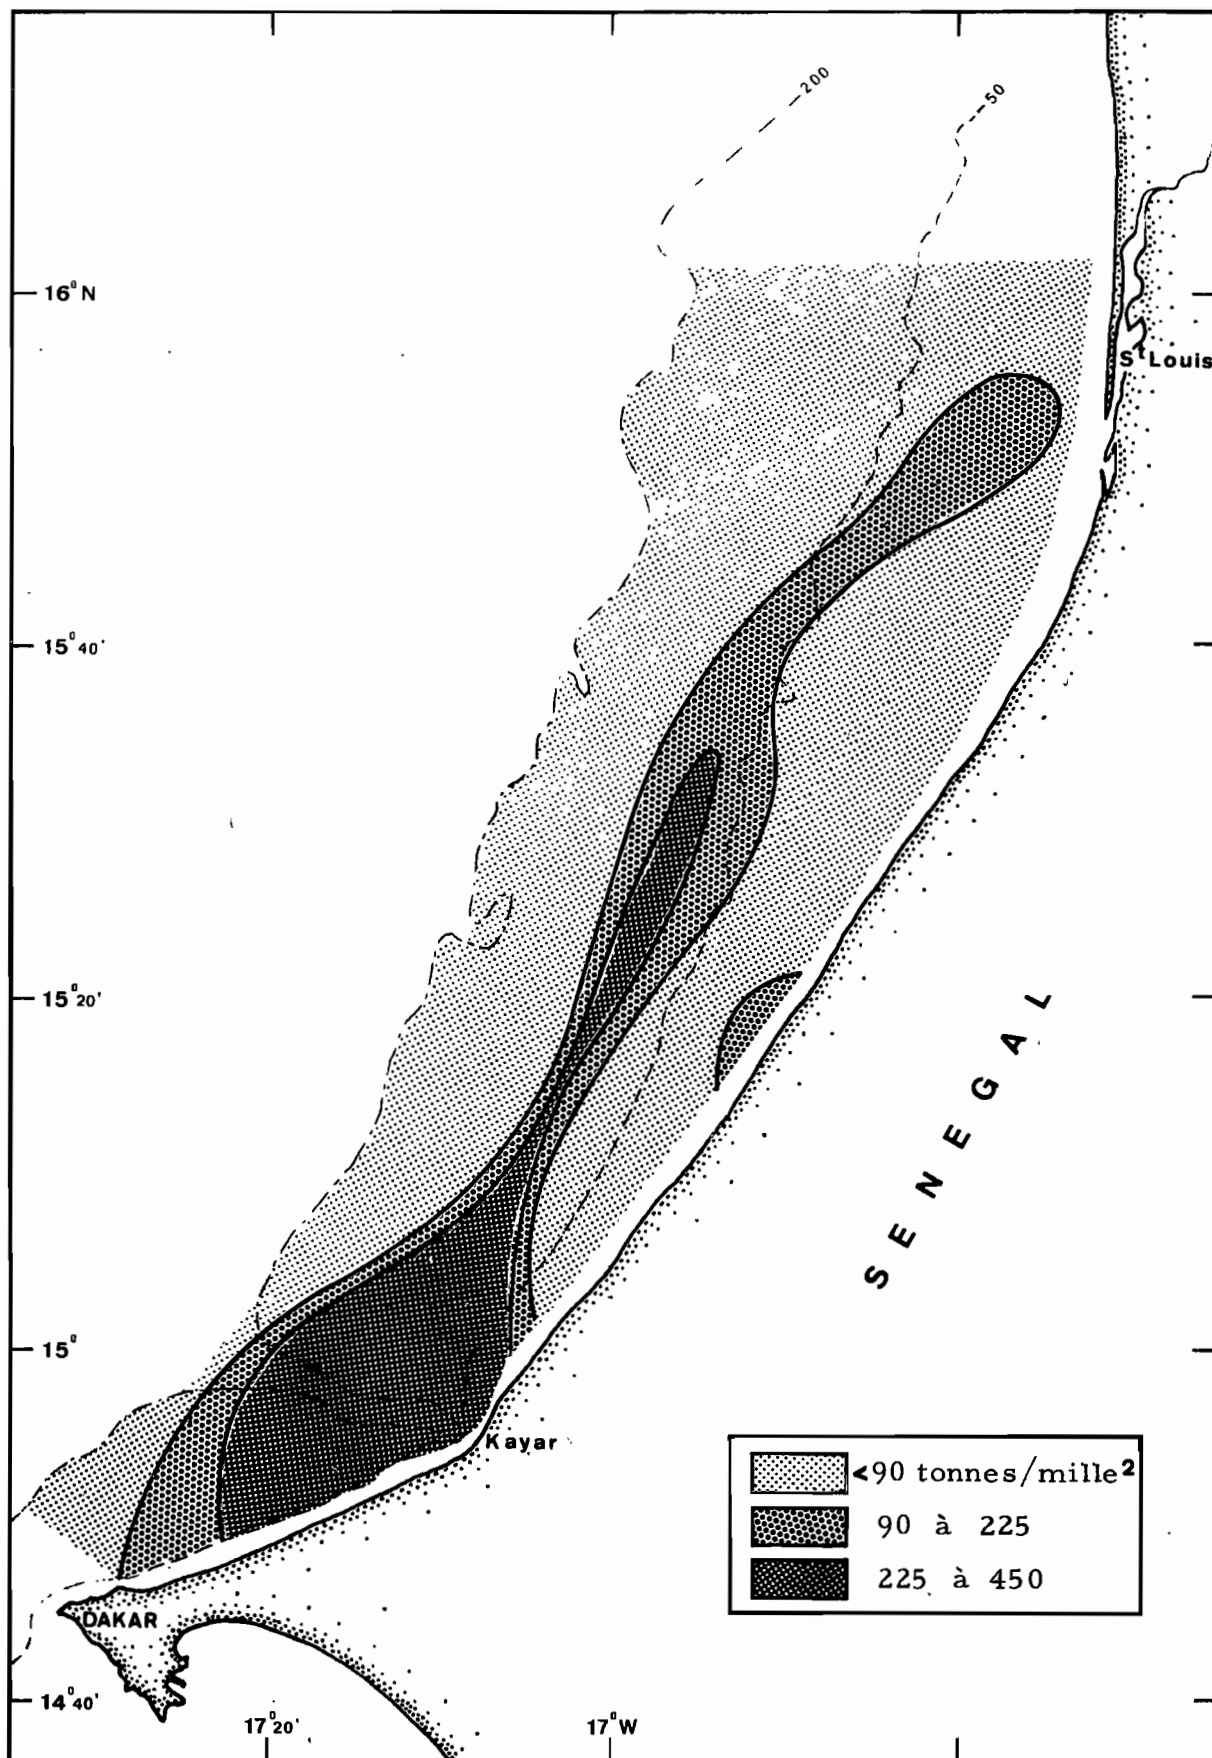 200
50
16°N
St Louis
15°40'
15°20'
SENEGAL
15°
Kayar
<90 tonnes/mille²
90 à 225
225 à 450
DAKAR
14°40'
17°20'
17°W